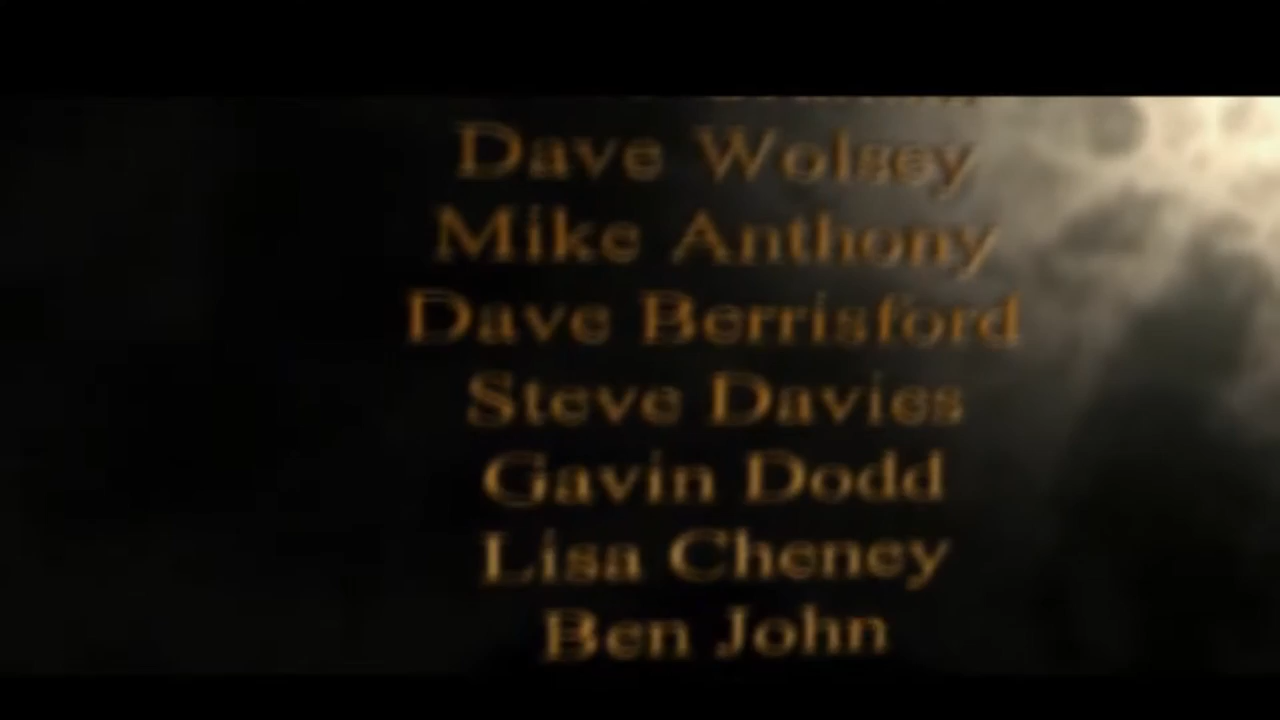 Dave Wolsey
Mike Anthony
Dave Berrisford
Steve Davies
Gavin Dodd
Lisa Cheney
Ben John